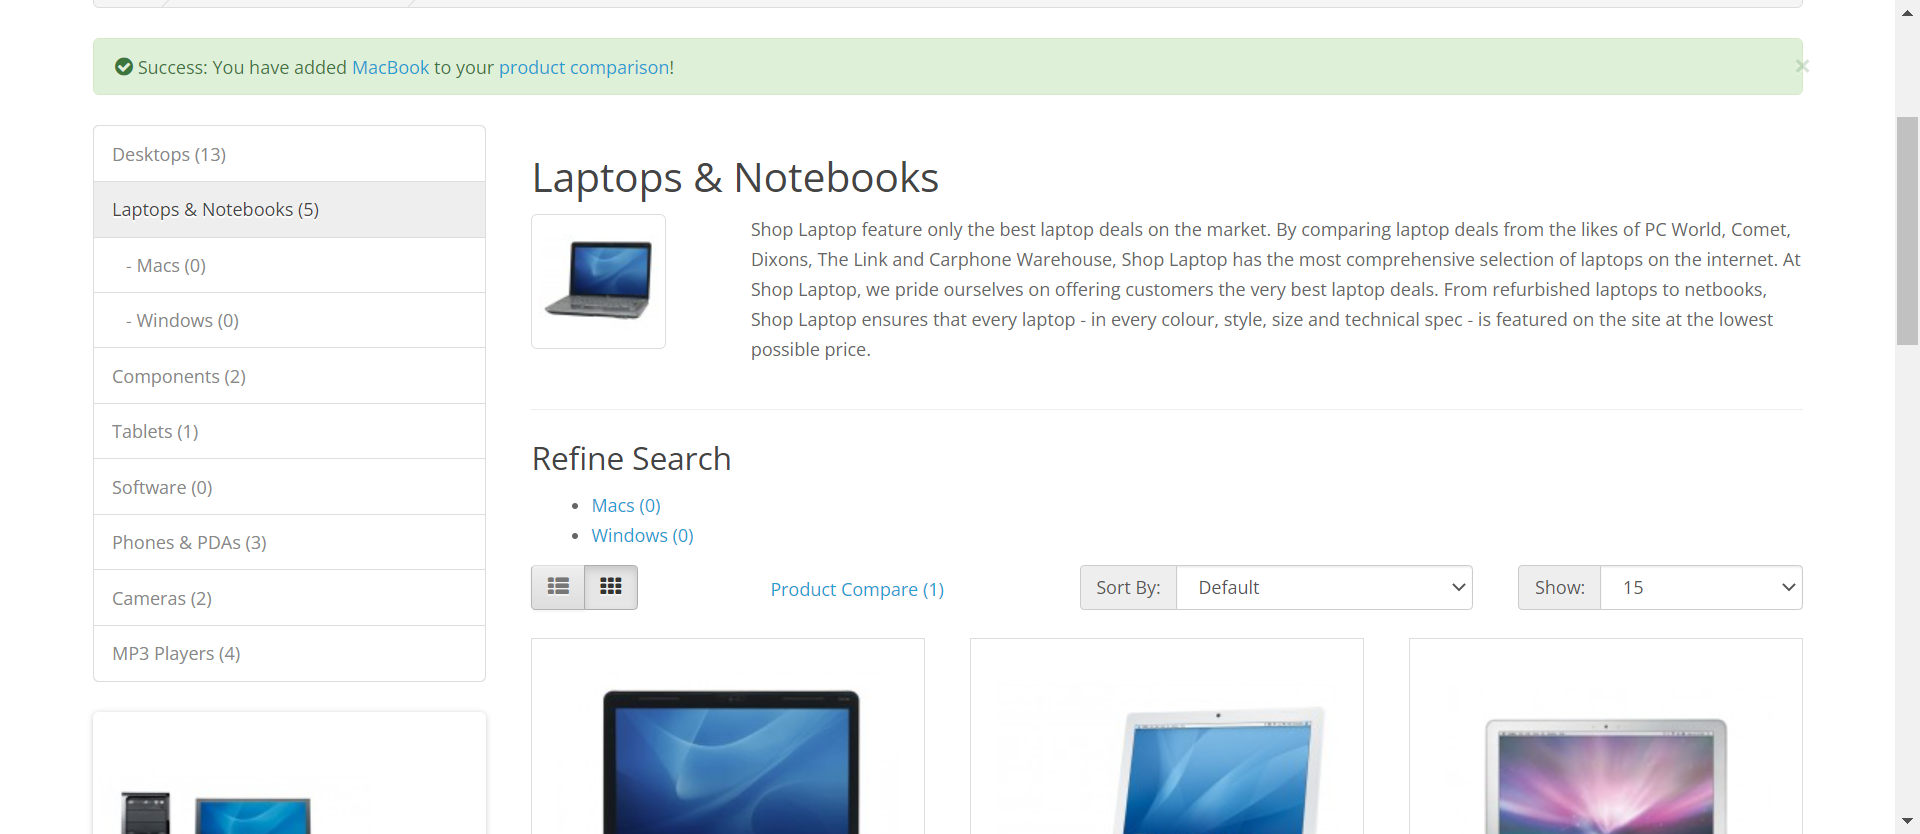 Success: You have added MacBook to your product comparison!
×
Desktops (13)
Laptops & Notebooks (5)
- Macs (0)
- Windows (0)
Components (2)
Tablets (1)
Software (0)
Phones & PDAs (3)
Cameras (2)
MP3 Players (4)
Laptops & Notebooks
Shop Laptop feature only the best laptop deals on the market. By comparing laptop deals from the likes of PC World, Comet,
Dixons, The Link and Carphone Warehouse, Shop Laptop has the most comprehensive selection of laptops on the internet. At
Shop Laptop, we pride ourselves on offering customers the very best laptop deals. From refurbished laptops to netbooks,
Shop Laptop ensures that every laptop - in every colour, style, size and technical spec - is featured on the site at the lowest
possible price.
Refine Search
Macs (0)
Windows (0)
Product Compare (1)
Sort By: Default
Show: 15